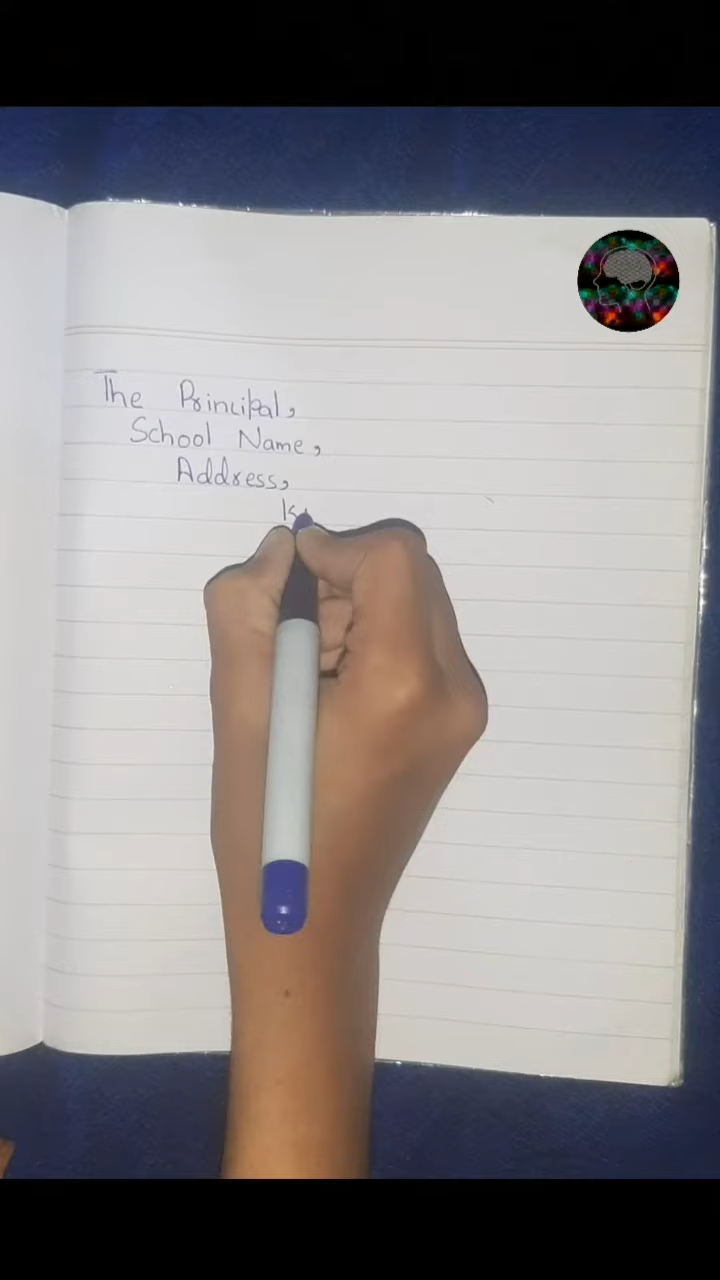 The Principal,
School Name,
Address,